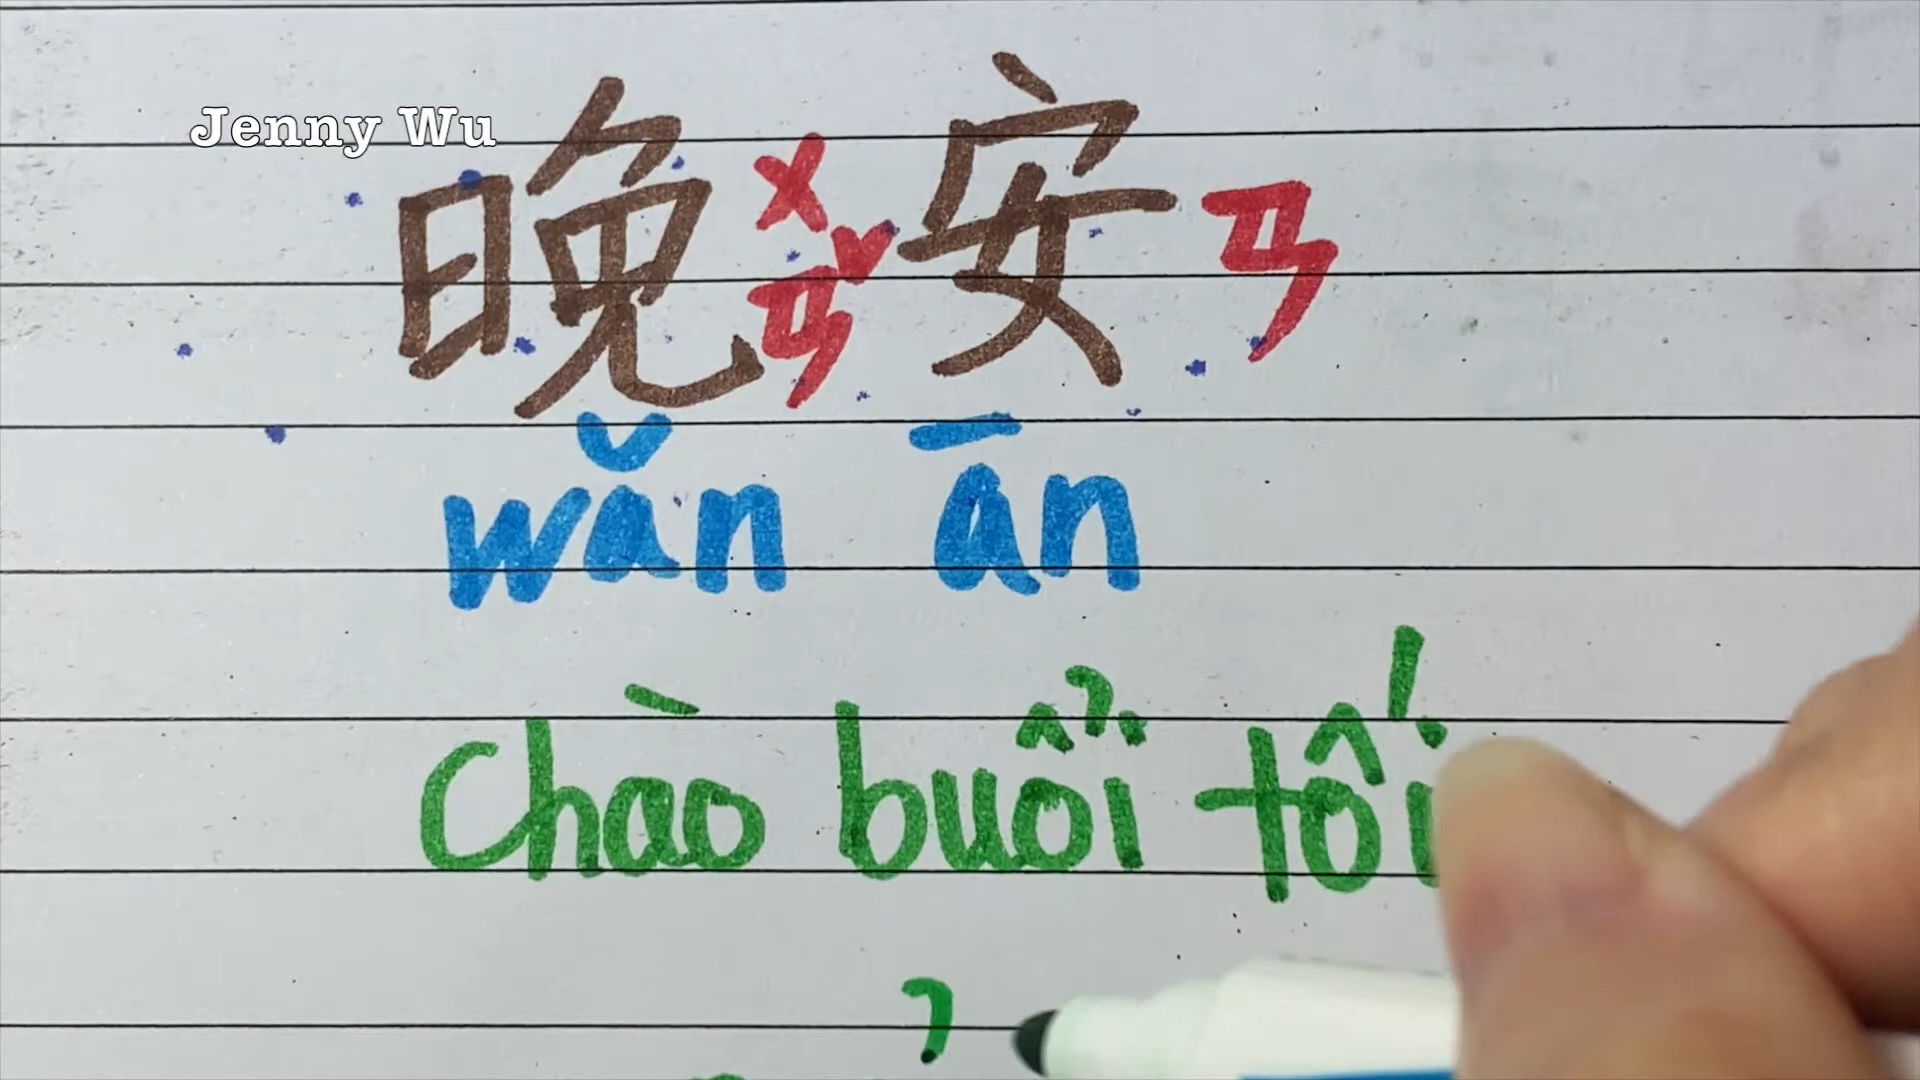 Jenny Wu
晚ㄨㄢˇ安ㄢ
wǎn ān
Chào buổi tối